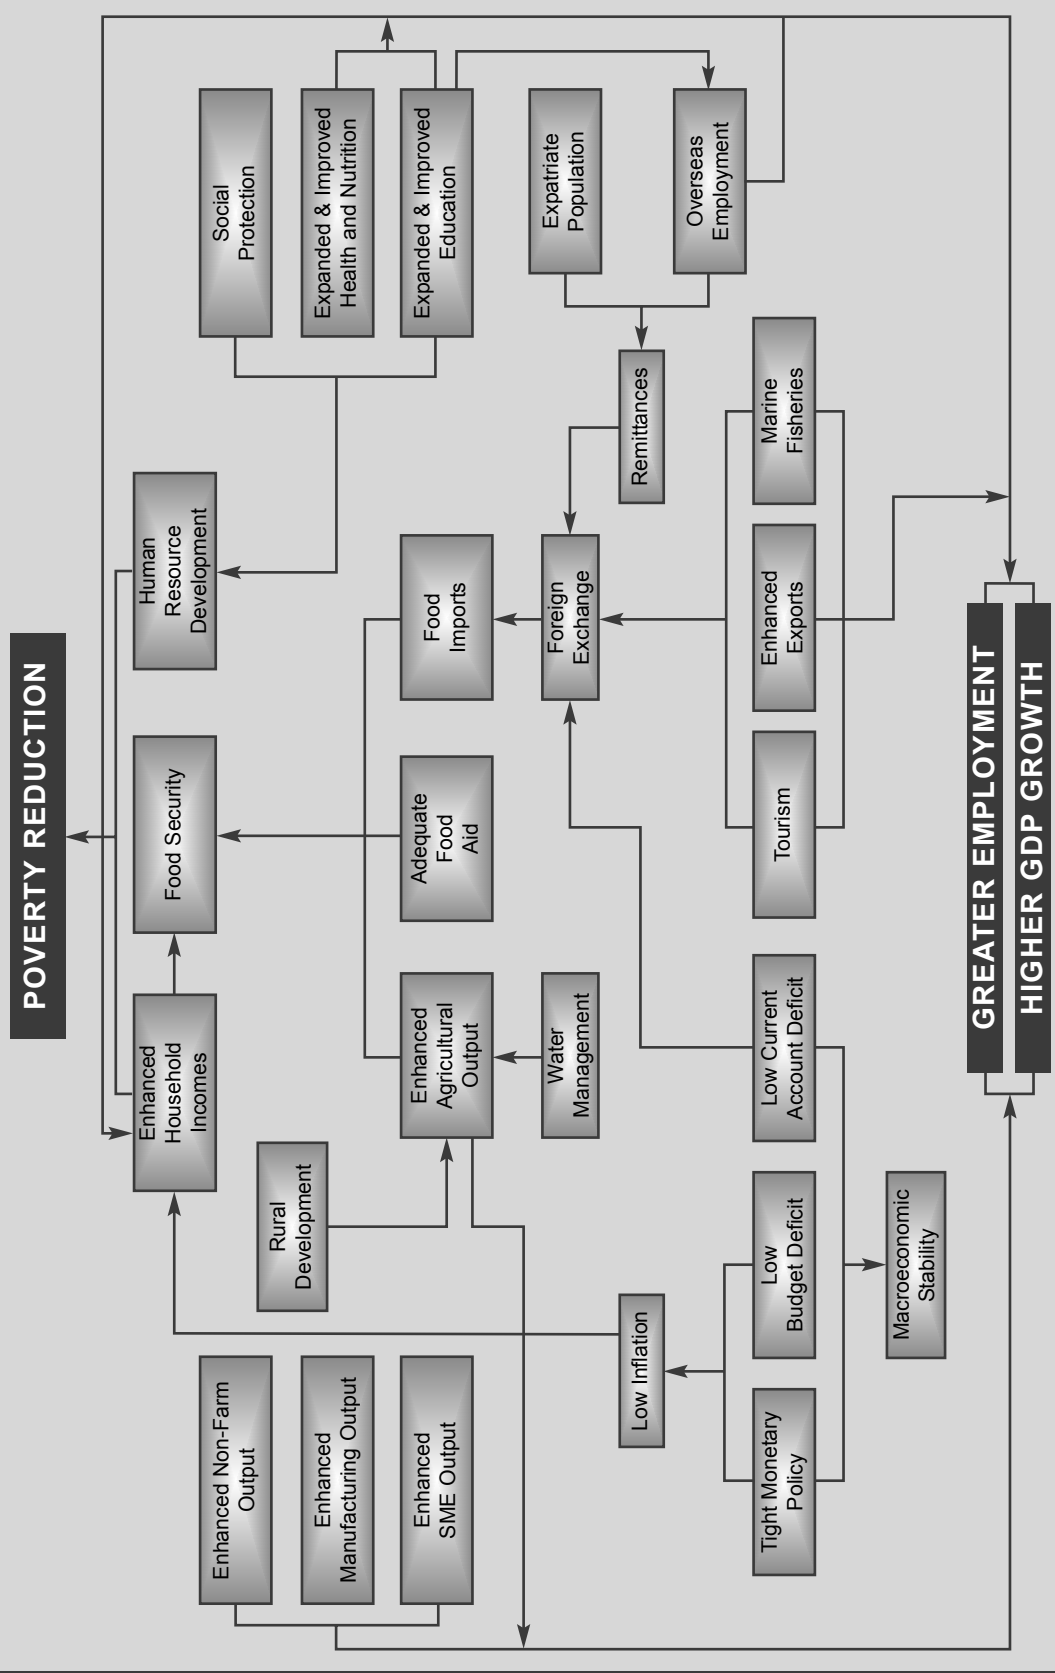 POVERTY REDUCTION
Enhanced
Household
Incomes
Food Security
Human
Resource
Development
Enhanced Non-Farm
Output
Enhanced
Manufacturing Output
Enhanced
SME Output
Rural
Development
Social
Protection
Expanded & Improved
Health and Nutrition
Expanded & Improved
Education
Enhanced
Agricultural
Output
Adequate
Food
Aid
Food
Imports
Water
Management
Foreign
Exchange
Expatriate
Population
Overseas
Employment
Low Inflation
Remittances
Tight Monetary
Policy
Low
Budget Deficit
Low Current
Account Deficit
Tourism
Enhanced
Exports
Marine
Fisheries
Macroeconomic
Stability
GREATER EMPLOYMENT
HIGHER GDP GROWTH